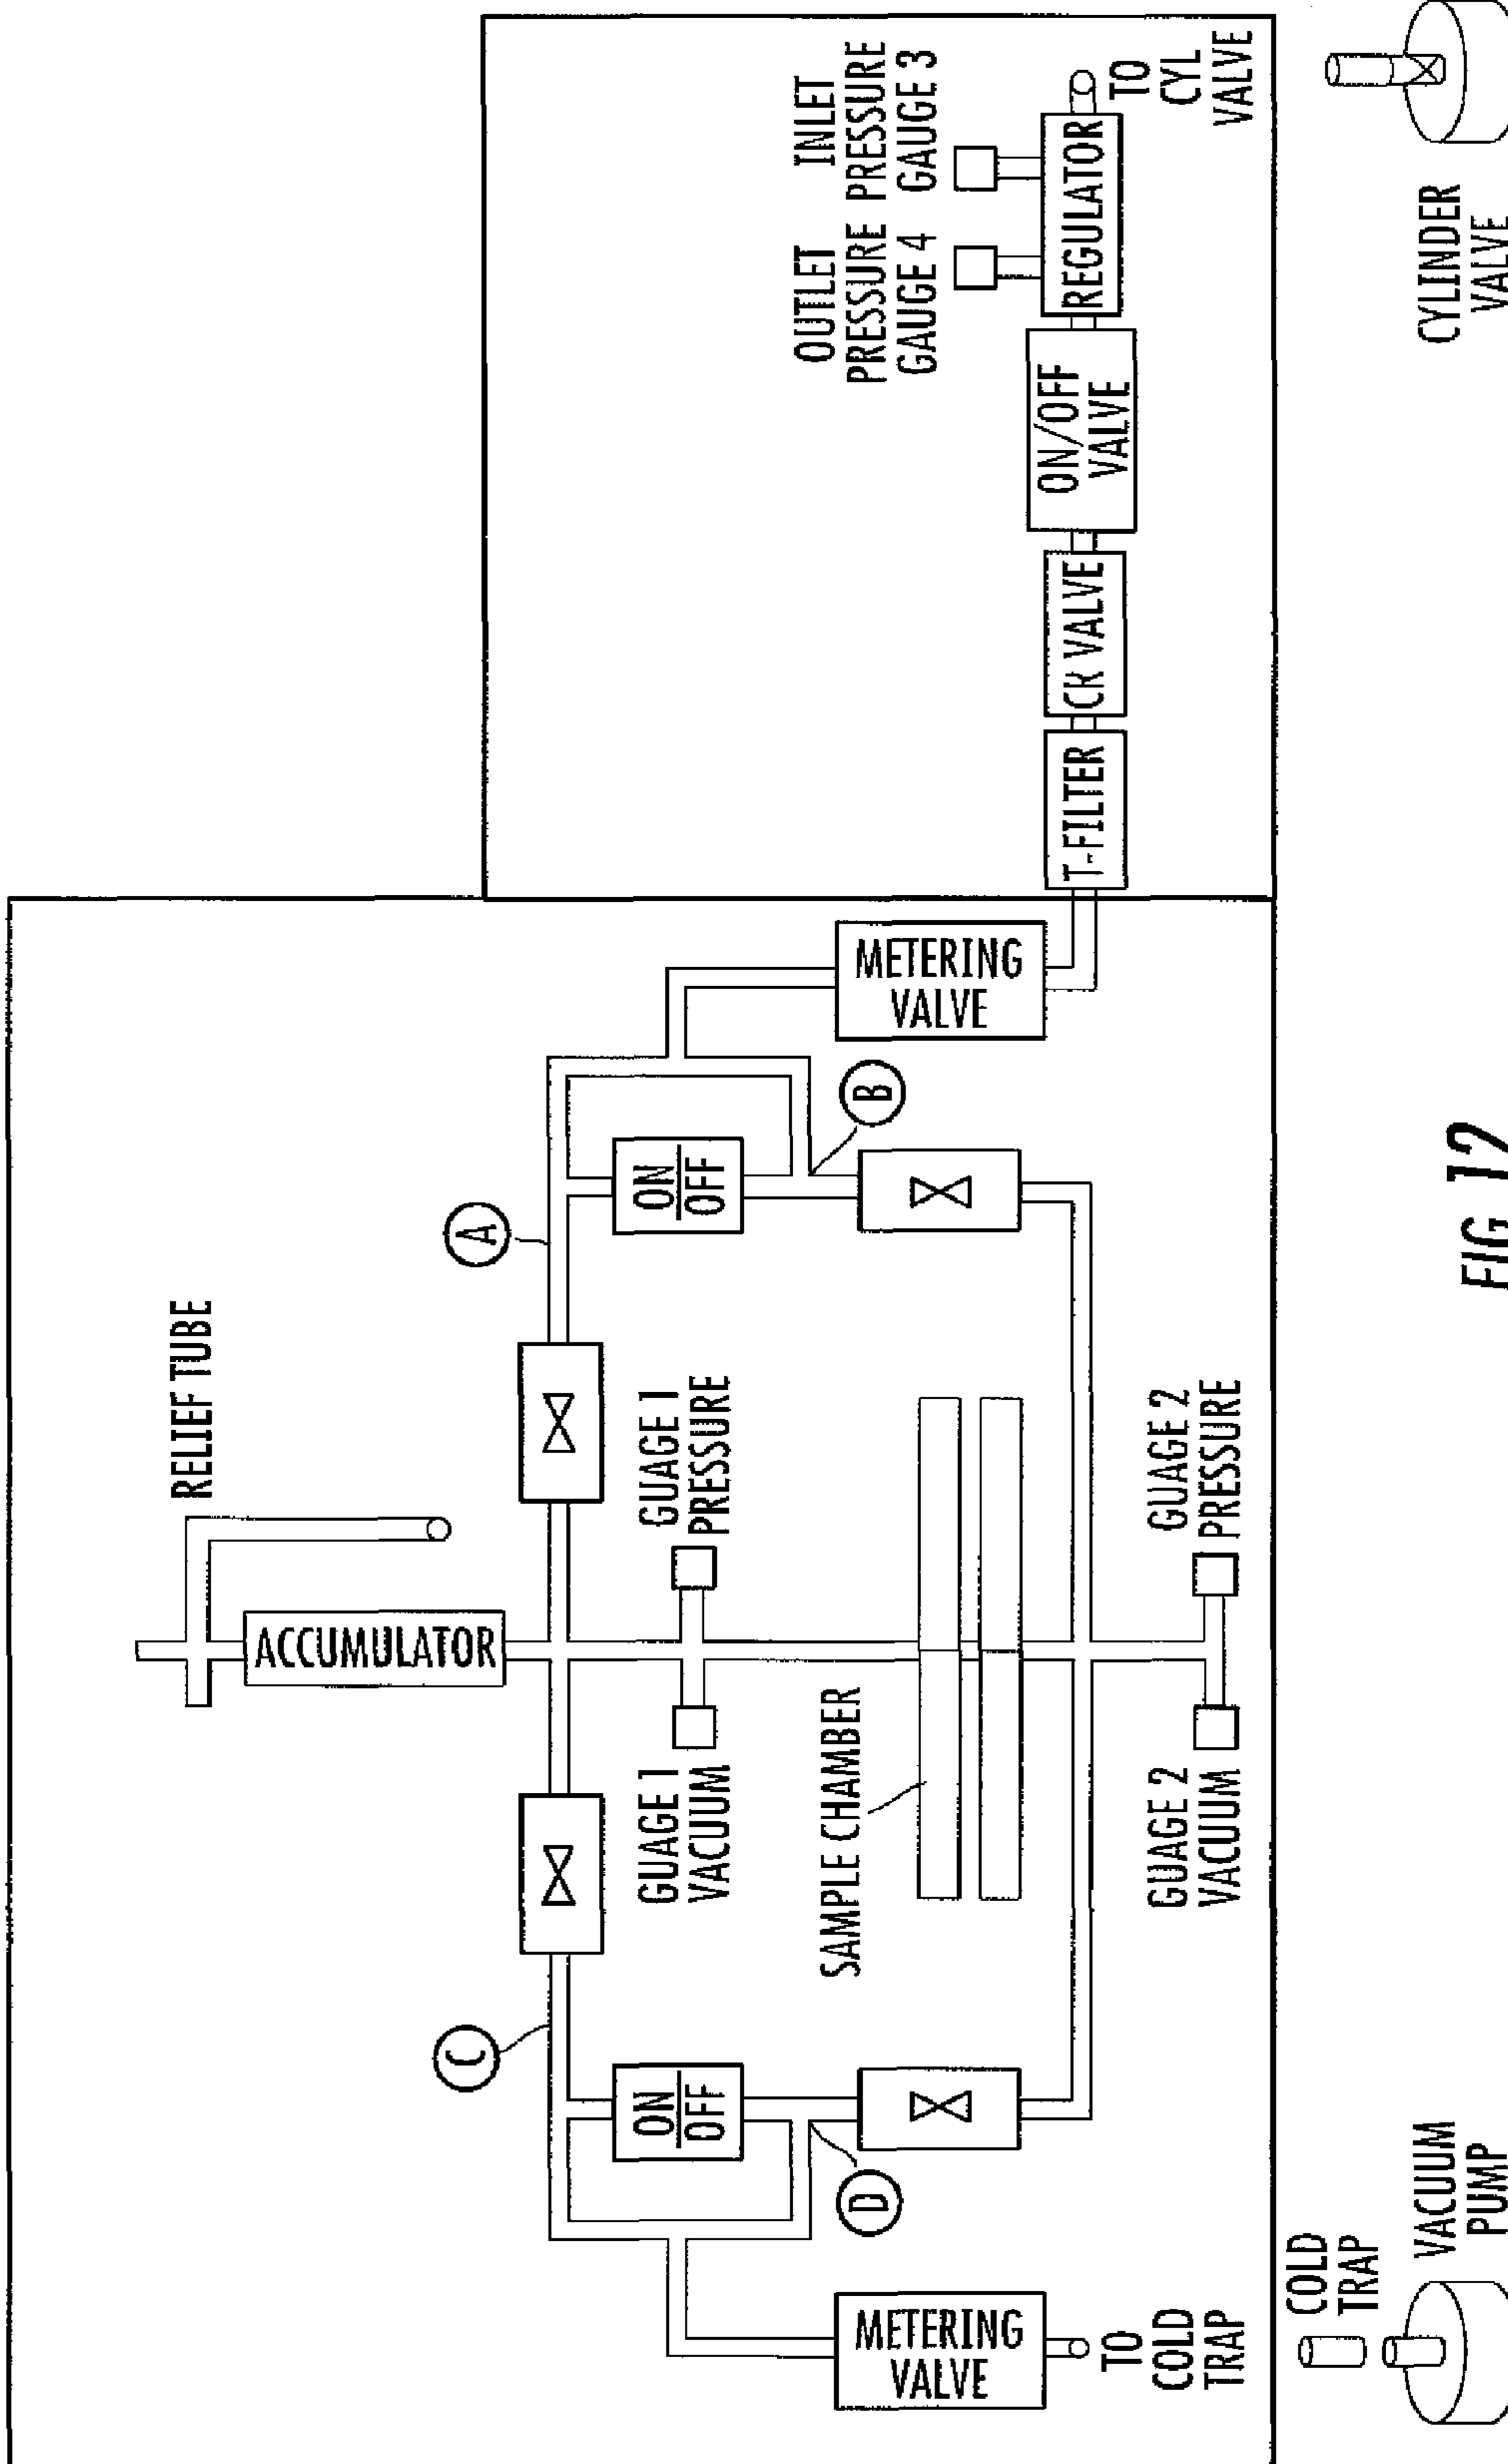 RELIEF TUBE
ACCUMULATOR
C
A
ON
OFF
ON
OFF
GUAGE 1
VACUUM
GUAGE 1
PRESSURE
SAMPLE CHAMBER
D
B
METERING
VALVE
METERING
VALVE
TO
COLD
TRAP
GUAGE 2
VACUUM
GUAGE 2
PRESSURE
T-FILTER
CK VALVE
ON/OFF
VALVE
REGULATOR
OUTLET
PRESSURE
GAUGE 4
INLET
PRESSURE
GAUGE 3
TO
CYL
VALVE
COLD
TRAP
VACUUM
PUMP
CYLINDER
VALVE
FIG. 12